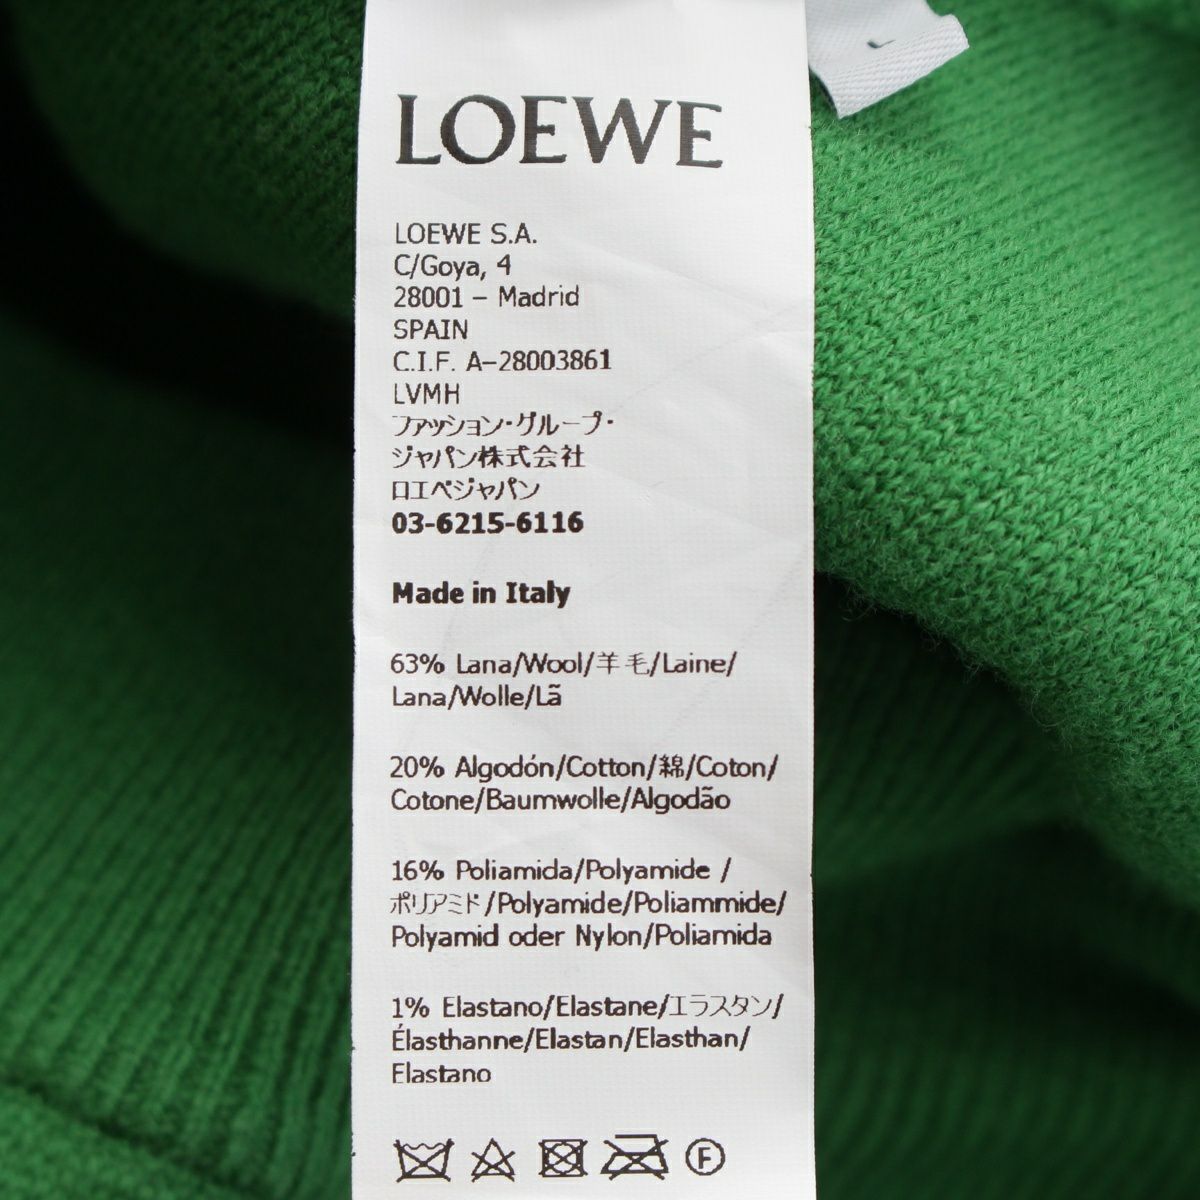 LOEWE
LOEWE S.A.
C/Goya, 4
28001 – Madrid
SPAIN
C.I.F. A–28003861
LVMH
ファッション・グループ・
ジャパン株式会社
ロエベジャパン
03-6215-6116
Made in Italy
63% Lana/Wool/羊毛/Laine/
Lana/Wolle/Lã
20% Algodón/Cotton/綿/Coton/
Cotone/Baumwolle/Algodão
16% Poliamida/Polyamide /
ポリアミド/Polyamide/Poliammide/
Polyamid oder Nylon/Poliamida
1% Elastano/Elastane/エラスタン/
Élasthanne/Elastan/Elasthan/
Elastano
F